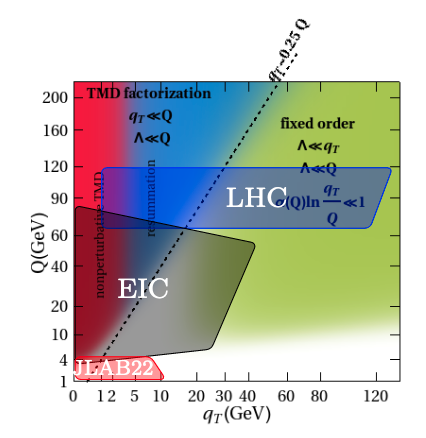 q_T~0.25 Q
TMD factorization
q_T≪Q
Λ≪Q
fixed order
Λ≪q_T
Λ≪Q
α(Q)ln q_T/Q ≪1
nonperturbative TMD
resummation
LHC
EIC
JLAB22
Q(GeV)
200
160
120
90
60
40
20
10
4
1
0 1 2 5 10 20 30 40 60 80 120
q_T(GeV)